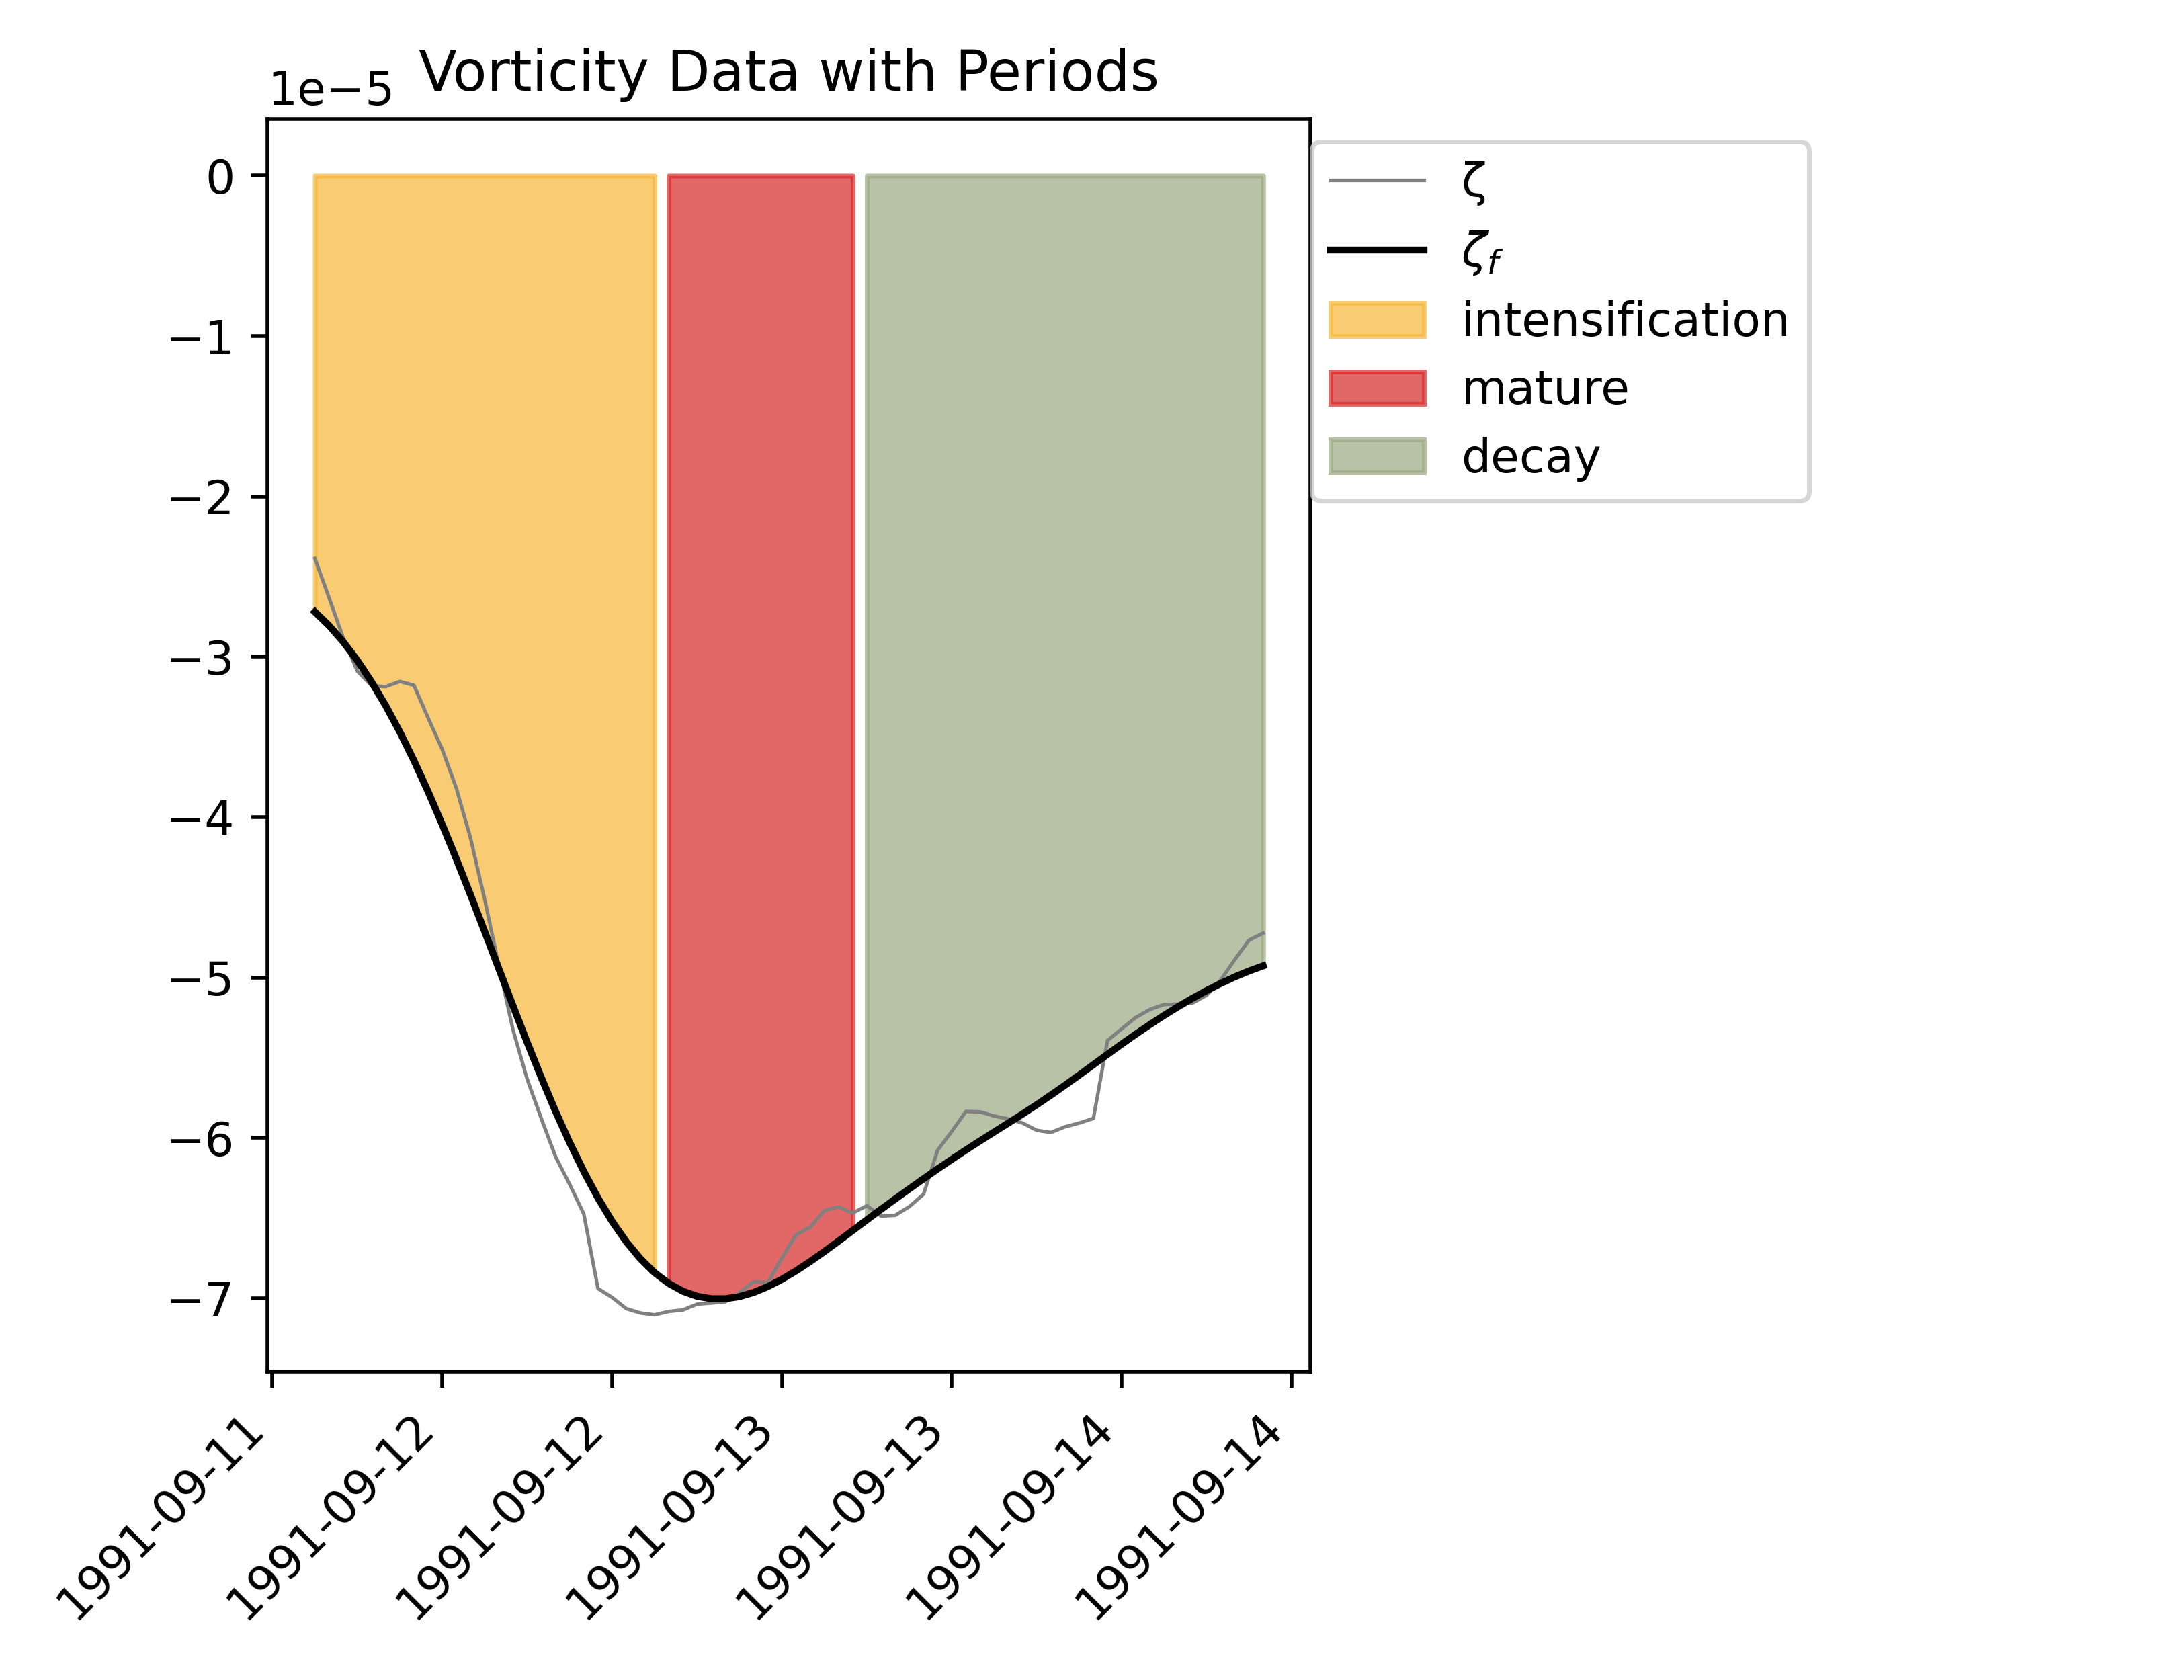 Vorticity Data with Periods
1e−5
0
−1
−2
−3
−4
−5
−6
−7
1991-09-11
1991-09-12
1991-09-12
1991-09-13
1991-09-13
1991-09-14
1991-09-14
ζ
ζf
intensification
mature
decay